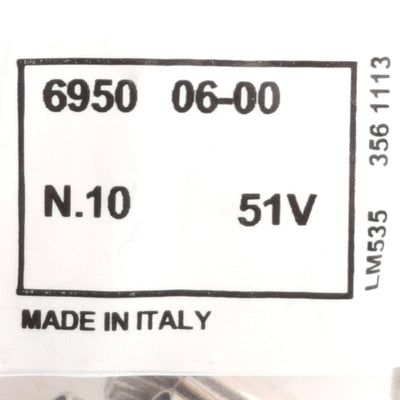 6950 06-00
N.10 51V
MADE IN ITALY
LM535 356 1113